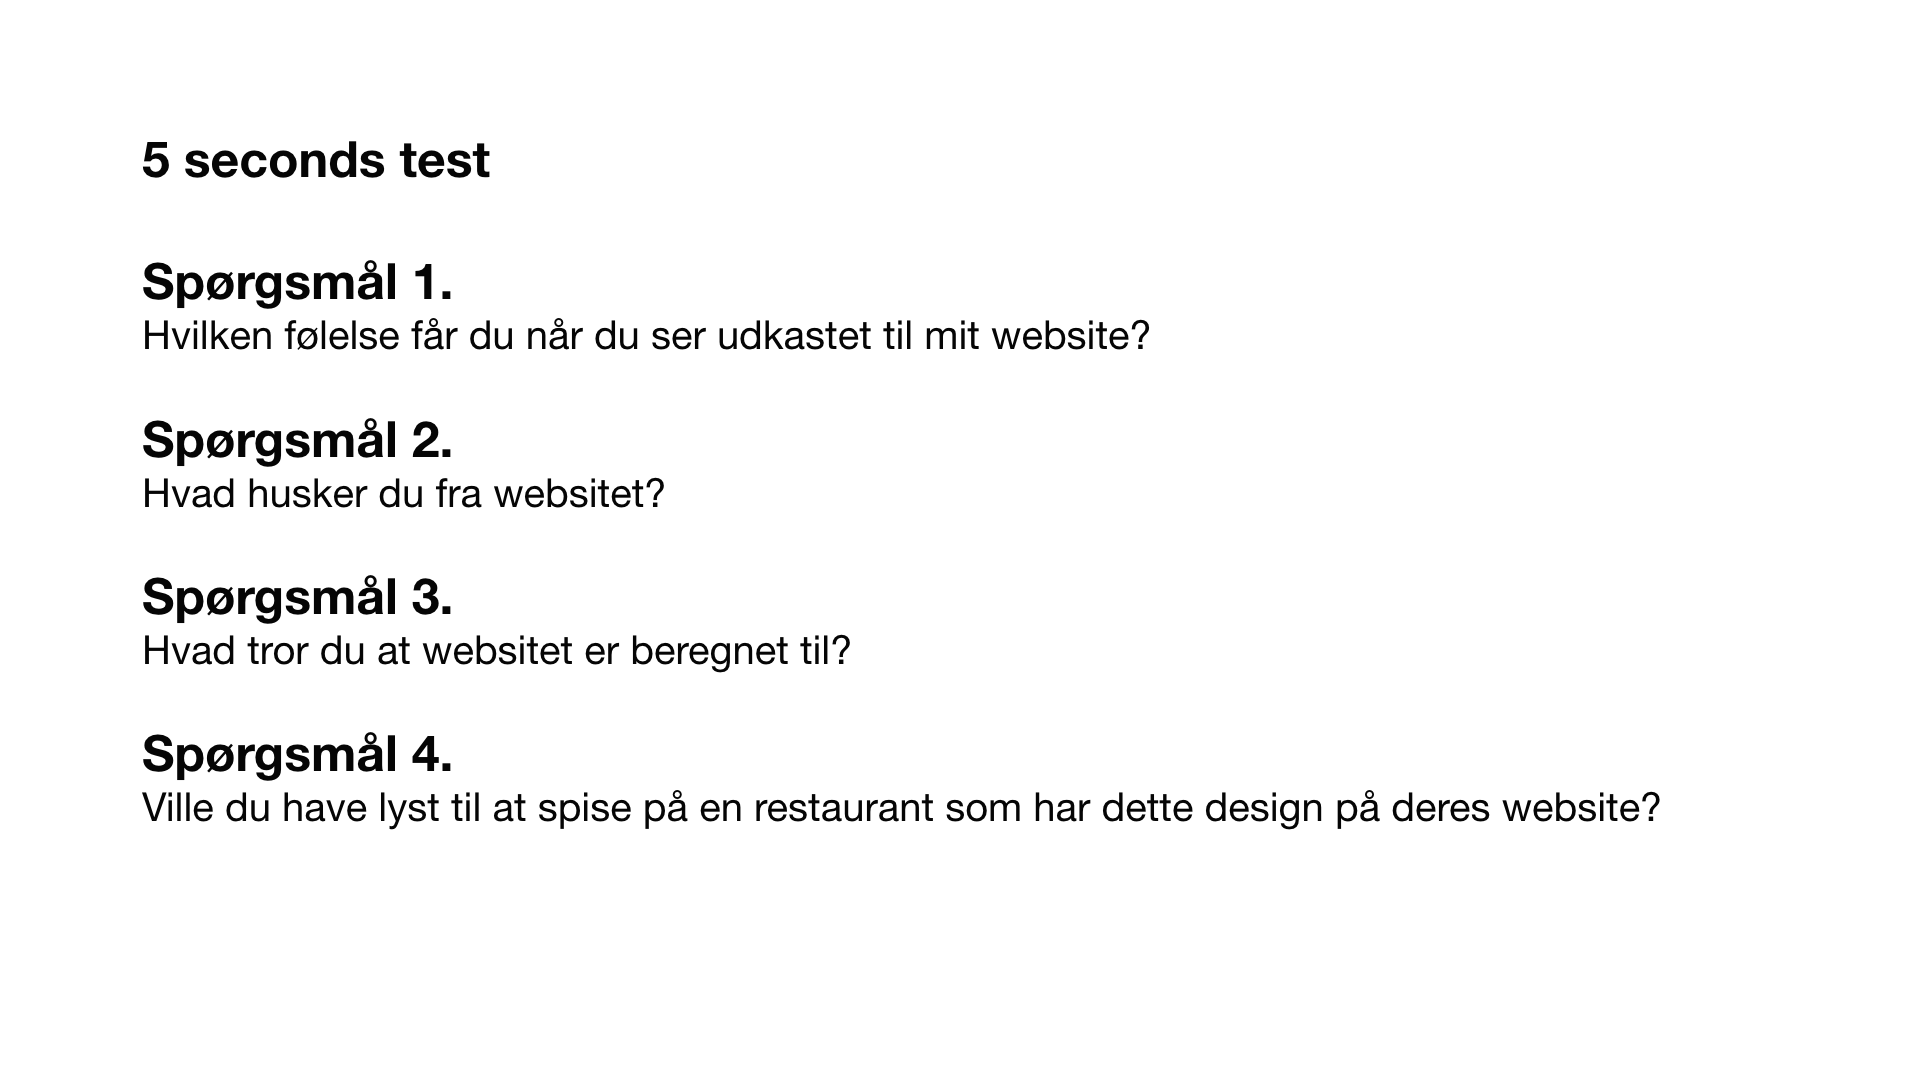 5 seconds test
Spørgsmål 1.
Hvilken følelse får du når du ser udkastet til mit website?
Spørgsmål 2.
Hvad husker du fra websitet?
Spørgsmål 3.
Hvad tror du at websitet er beregnet til?
Spørgsmål 4.
Ville du have lyst til at spise på en restaurant som har dette design på deres website?